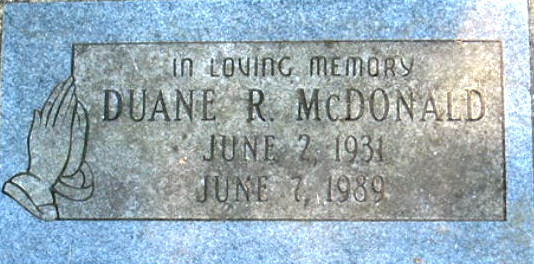 IN LOVING MEMORY
DUANE R. McDONALD
JUNE 2, 1931
JUNE 7, 1989